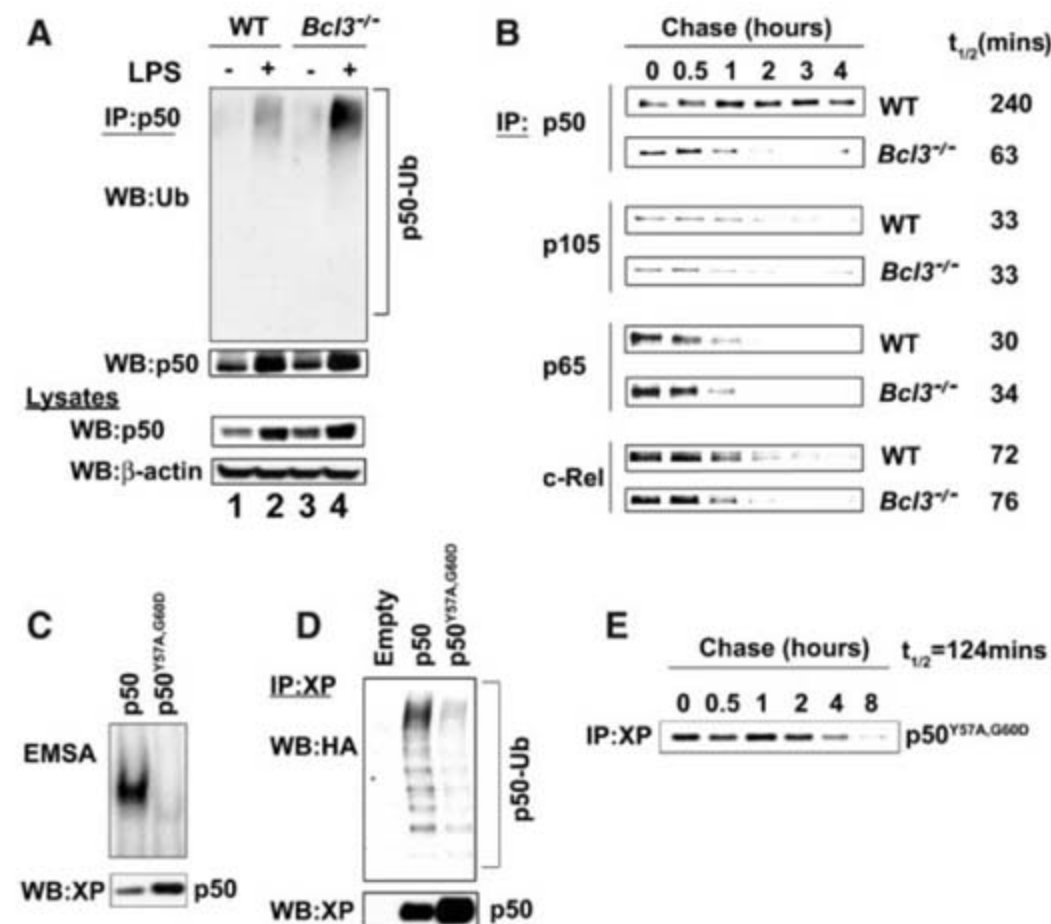 A
WT Bcl3-/-
LPS - + - +
IP:p50
WB:Ub
p50-Ub
WB:p50
Lysates
WB:p50
WB:β-actin
1 2 3 4
B
Chase (hours)
t1/2(mins)
0 0.5 1 2 3 4
IP: p50
WT 240
Bcl3-/- 63
p105
WT 33
Bcl3-/- 33
p65
WT 30
Bcl3-/- 34
c-Rel
WT 72
Bcl3-/- 76
C
p50
p50Y57A,G60D
EMSA
WB:XP p50
D
Empty
p50
p50Y57A,G60D
IP:XP
WB:HA
p50-Ub
WB:XP p50
E
Chase (hours) t1/2=124mins
0 0.5 1 2 4 8
IP:XP p50Y57A,G60D